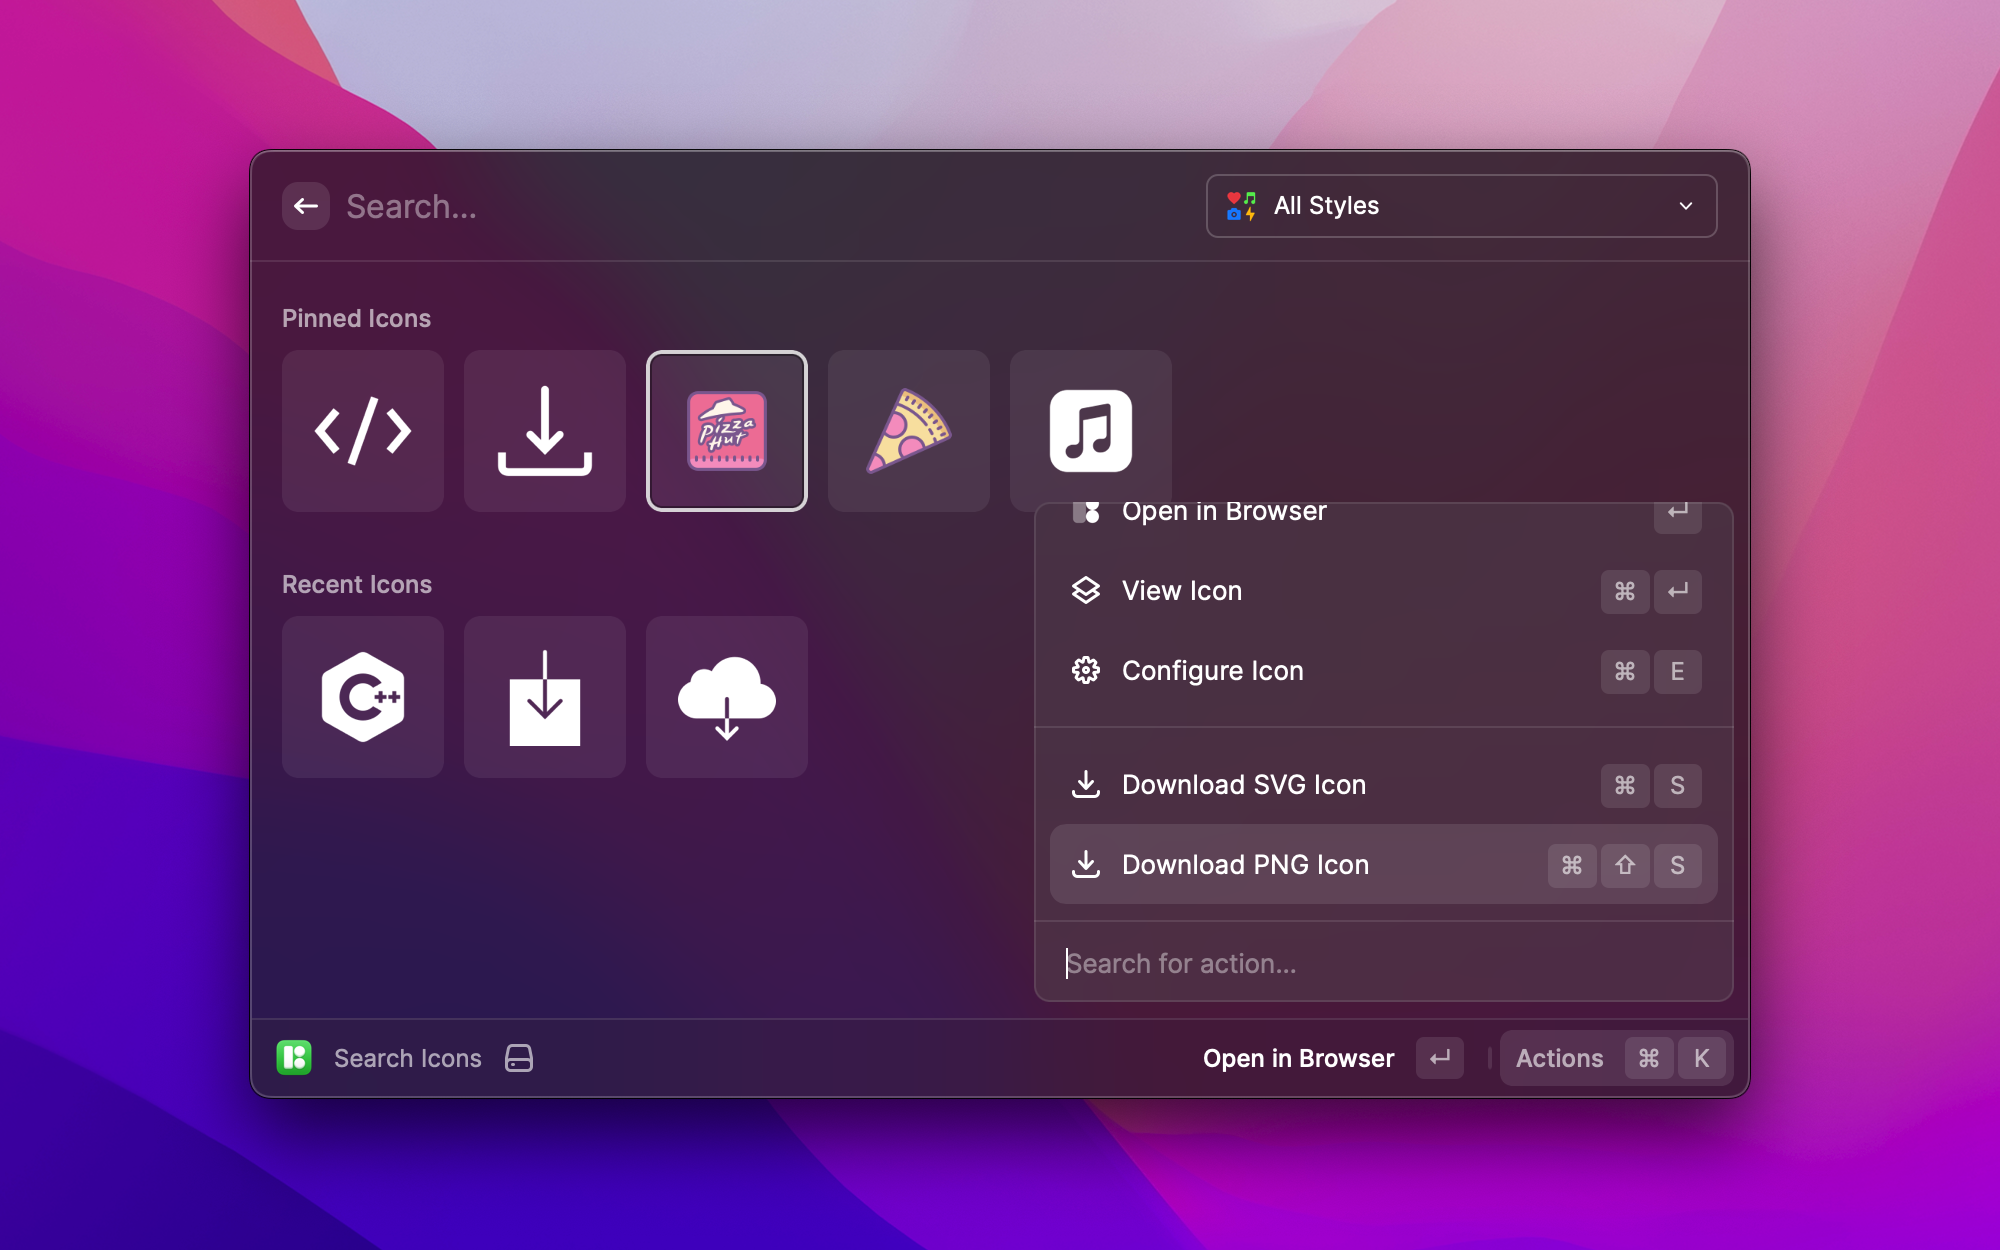 Search...
All Styles
Pinned Icons
Pizza
Hut
Open in Browser ↵
View Icon ⌘ ↵
Configure Icon ⌘ E
Recent Icons
C++
Download SVG Icon ⌘ S
Download PNG Icon ⌘ ⇧ S
Search for action...
Search Icons
Open in Browser ↵
Actions ⌘ K